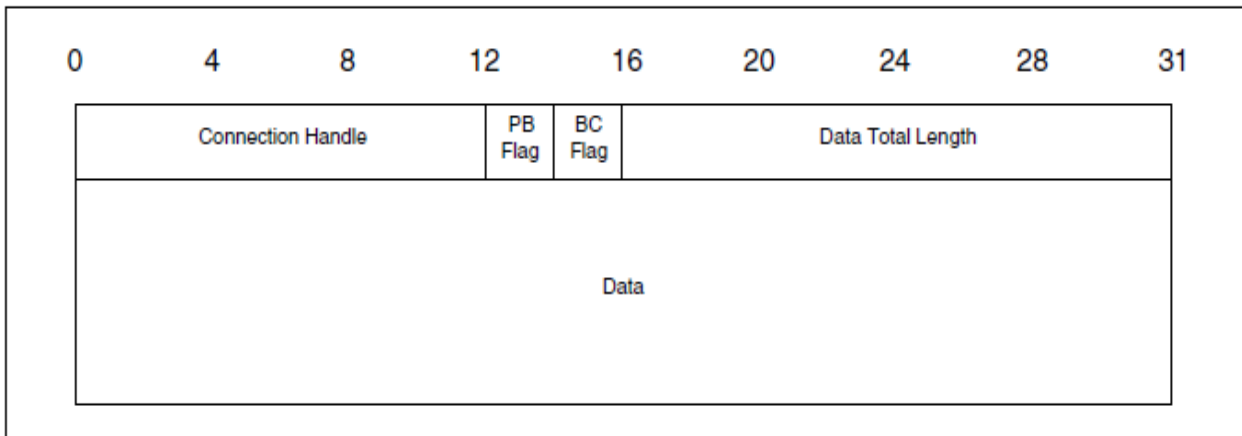 0 4 8 12 16 20 24 28 31
Connection Handle PB Flag BC Flag Data Total Length
Data